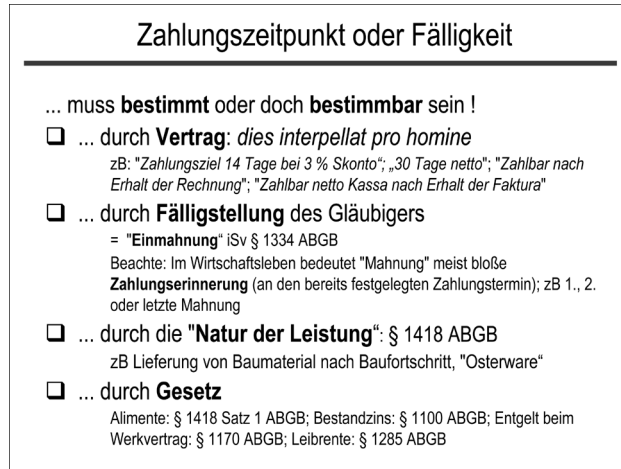 Zahlungszeitpunkt oder Fälligkeit
... muss bestimmt oder doch bestimmbar sein !
❑ ... durch Vertrag: dies interpellat pro homine
zB: "Zahlungsziel 14 Tage bei 3 % Skonto“; „30 Tage netto"; "Zahlbar nach
Erhalt der Rechnung"; "Zahlbar netto Kassa nach Erhalt der Faktura"
❑ ... durch Fälligstellung des Gläubigers
= "Einmahnung“ iSv § 1334 ABGB
Beachte: Im Wirtschaftsleben bedeutet "Mahnung" meist bloße
Zahlungserinnerung (an den bereits festgelegten Zahlungstermin); zB 1., 2.
oder letzte Mahnung
❑ ... durch die "Natur der Leistung“: § 1418 ABGB
zB Lieferung von Baumaterial nach Baufortschritt, "Osterware“
❑ ... durch Gesetz
Alimente: § 1418 Satz 1 ABGB; Bestandzins: § 1100 ABGB; Entgelt beim
Werkvertrag: § 1170 ABGB; Leibrente: § 1285 ABGB